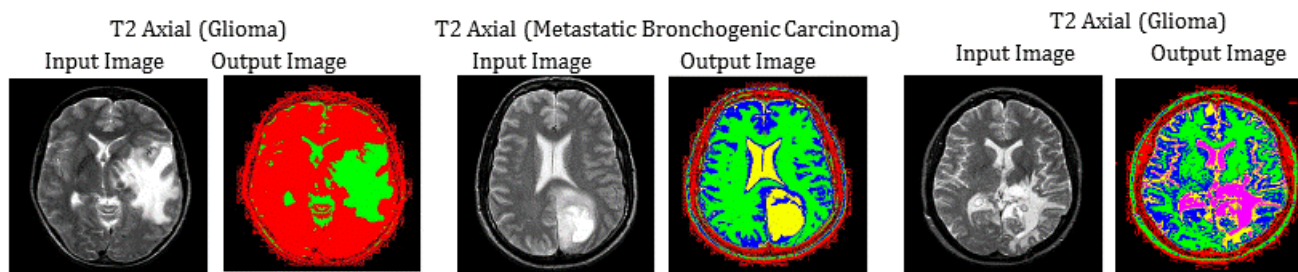 T2 Axial (Glioma)
Input Image Output Image
T2 Axial (Metastatic Bronchogenic Carcinoma)
Input Image Output Image
T2 Axial (Glioma)
Input Image Output Image